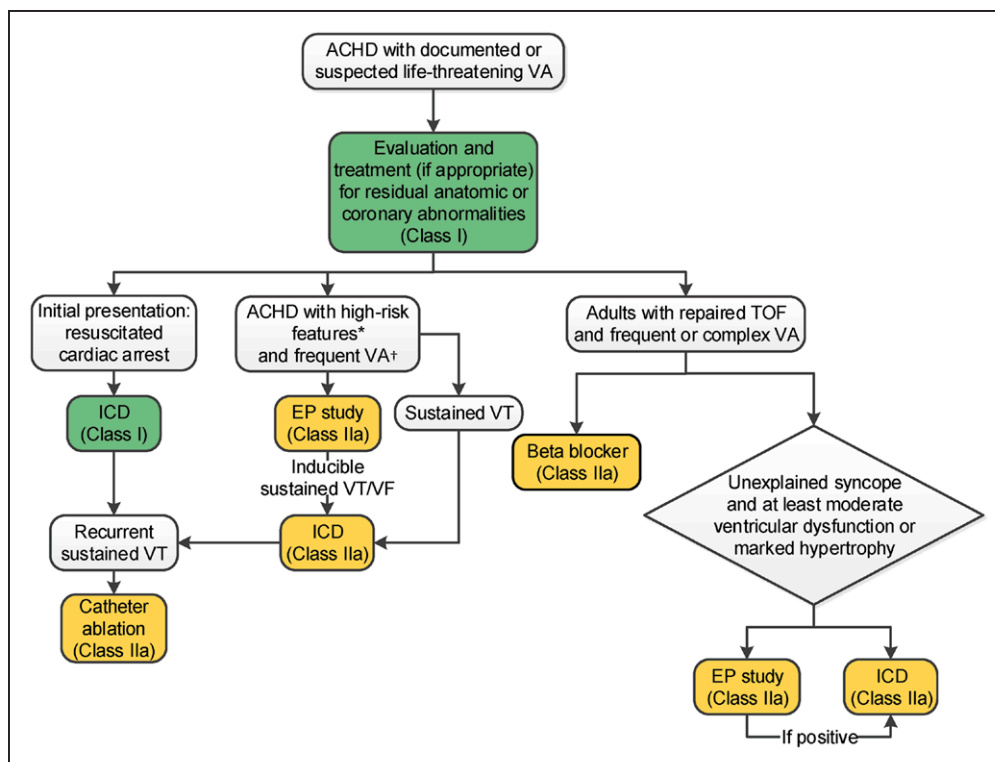 ACHD with documented or
suspected life-threatening VA
Evaluation and
treatment (if appropriate)
for residual anatomic or
coronary abnormalities
(Class I)
Initial presentation:
resuscitated
cardiac arrest
ACHD with high-risk
features*
and frequent VA†
Adults with repaired TOF
and frequent or complex VA
ICD
(Class I)
EP study
(Class IIa)
Sustained VT
Beta blocker
(Class IIa)
Inducible
sustained VT/VF
Unexplained syncope
and at least moderate
ventricular dysfunction or
marked hypertrophy
Recurrent
sustained VT
ICD
(Class IIa)
Catheter
ablation
(Class IIa)
EP study
(Class IIa)
ICD
(Class IIa)
If positive